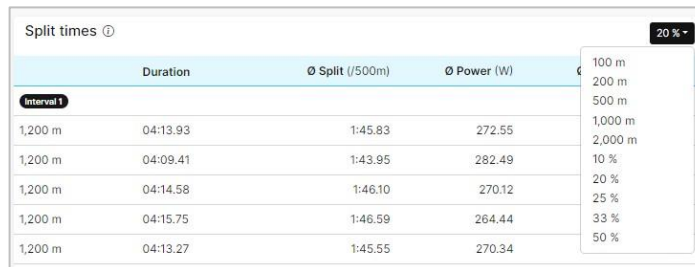 Split times ⓘ 20 %
Duration Ø Split (/500m) Ø Power (W)
Interval 1
1,200 m 04:13.93 1:45.83 272.55
1,200 m 04:09.41 1:43.95 282.49
1,200 m 04:14.58 1:46.10 270.12
1,200 m 04:15.75 1:46.59 264.44
1,200 m 04:13.27 1:45.55 270.34
100 m
200 m
500 m
1,000 m
2,000 m
10 %
20 %
25 %
33 %
50 %